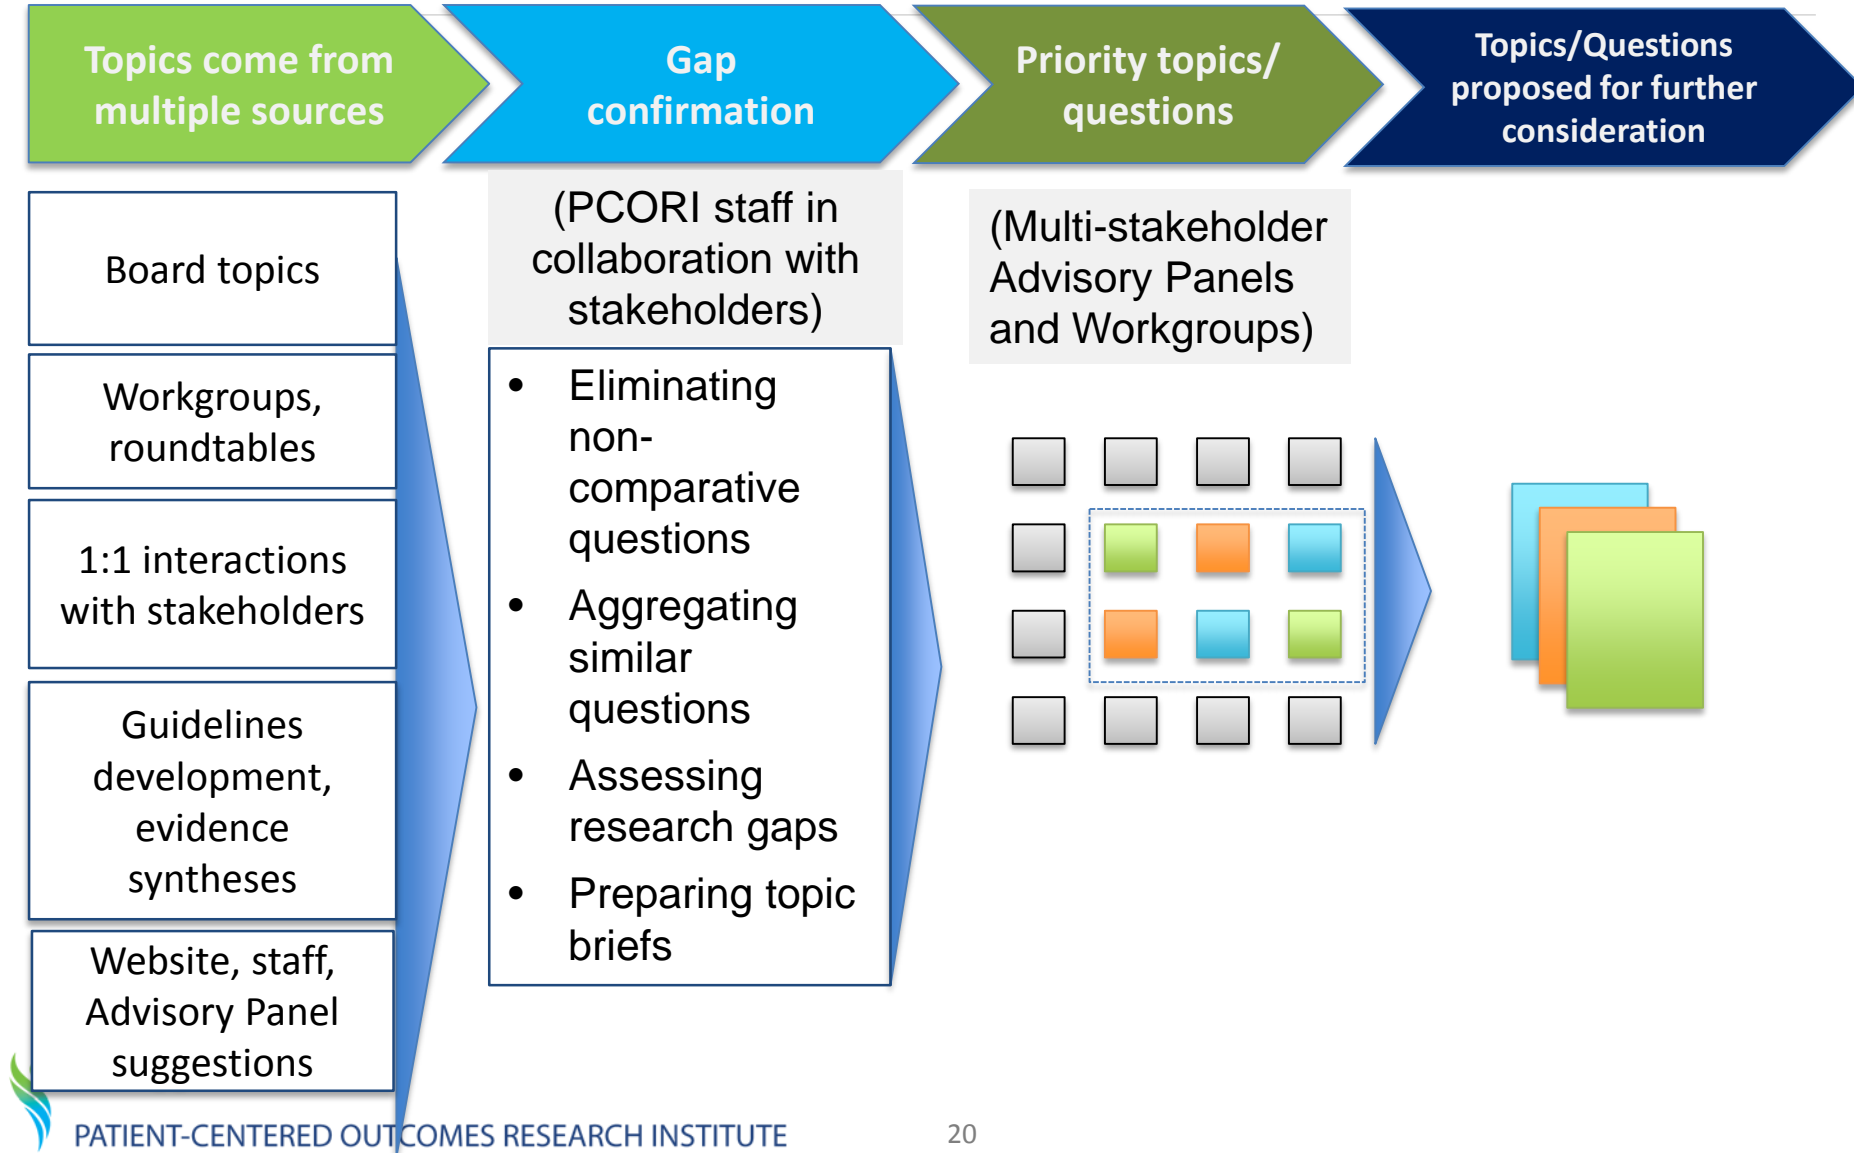 Topics come from
multiple sources
Gap
confirmation
Priority topics/
questions
Topics/Questions
proposed for further
consideration
Board topics
Workgroups,
roundtables
1:1 interactions
with stakeholders
Guidelines
development,
evidence
syntheses
Website, staff,
Advisory Panel
suggestions
(PCORI staff in
collaboration with
stakeholders)
• Eliminating
non-
comparative
questions
• Aggregating
similar
questions
• Assessing
research gaps
• Preparing topic
briefs
(Multi-stakeholder
Advisory Panels
and Workgroups)
PATIENT-CENTERED OUTCOMES RESEARCH INSTITUTE
20